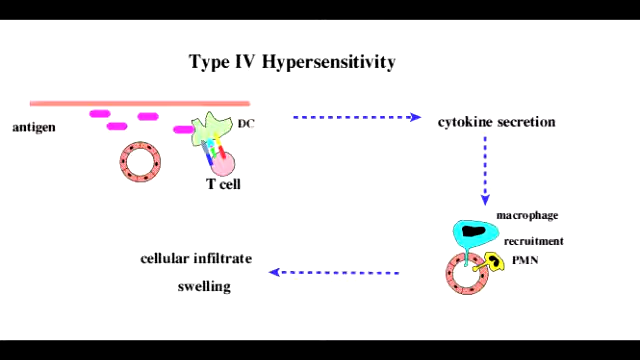 Type IV Hypersensitivity
antigen
DC
T cell
cytokine secretion
macrophage
recruitment
PMN
cellular infiltrate
swelling